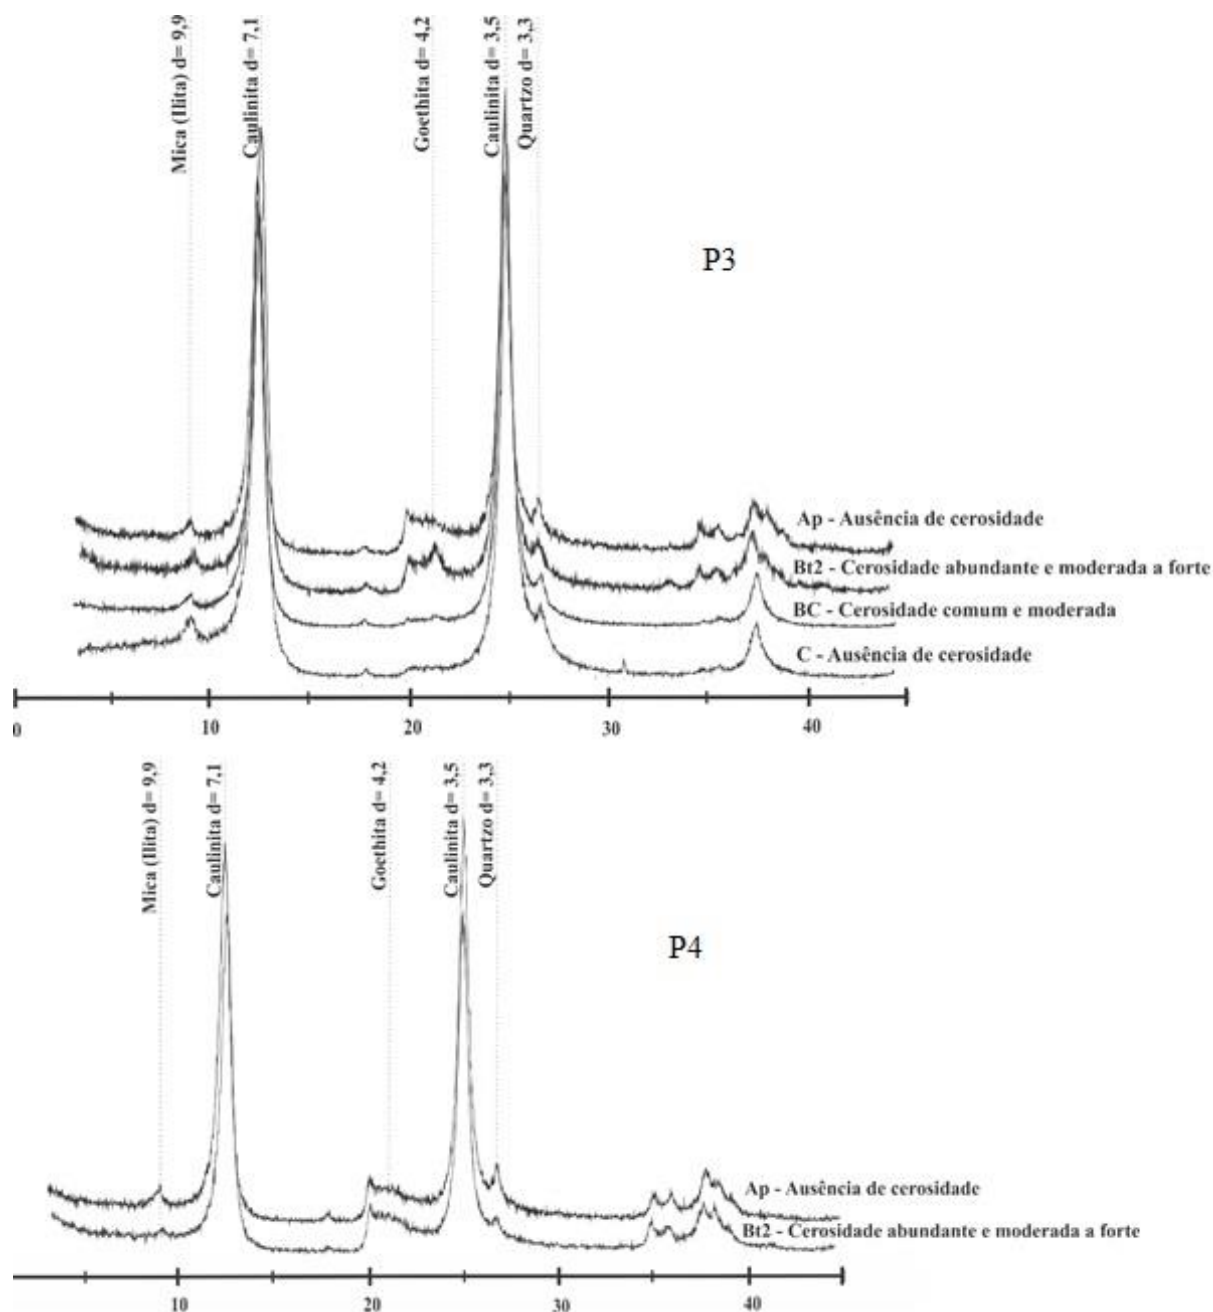 Mica (Ilita) d= 9,9
Caulinita d= 7,1
Goethita d= 4,2
Caulinita d= 3,5
Quartzo d= 3,3
P3
Ap - Ausência de cerosidade
Bt2 - Cerosidade abundante e moderada a forte
BC - Cerosidade comum e moderada
C - Ausência de cerosidade
0 10 20 30 40
Mica (Ilita) d= 9,9
Caulinita d= 7,1
Goethita d= 4,2
Caulinita d= 3,5
Quartzo d= 3,3
P4
Ap - Ausência de cerosidade
Bt2 - Cerosidade abundante e moderada a forte
10 20 30 40